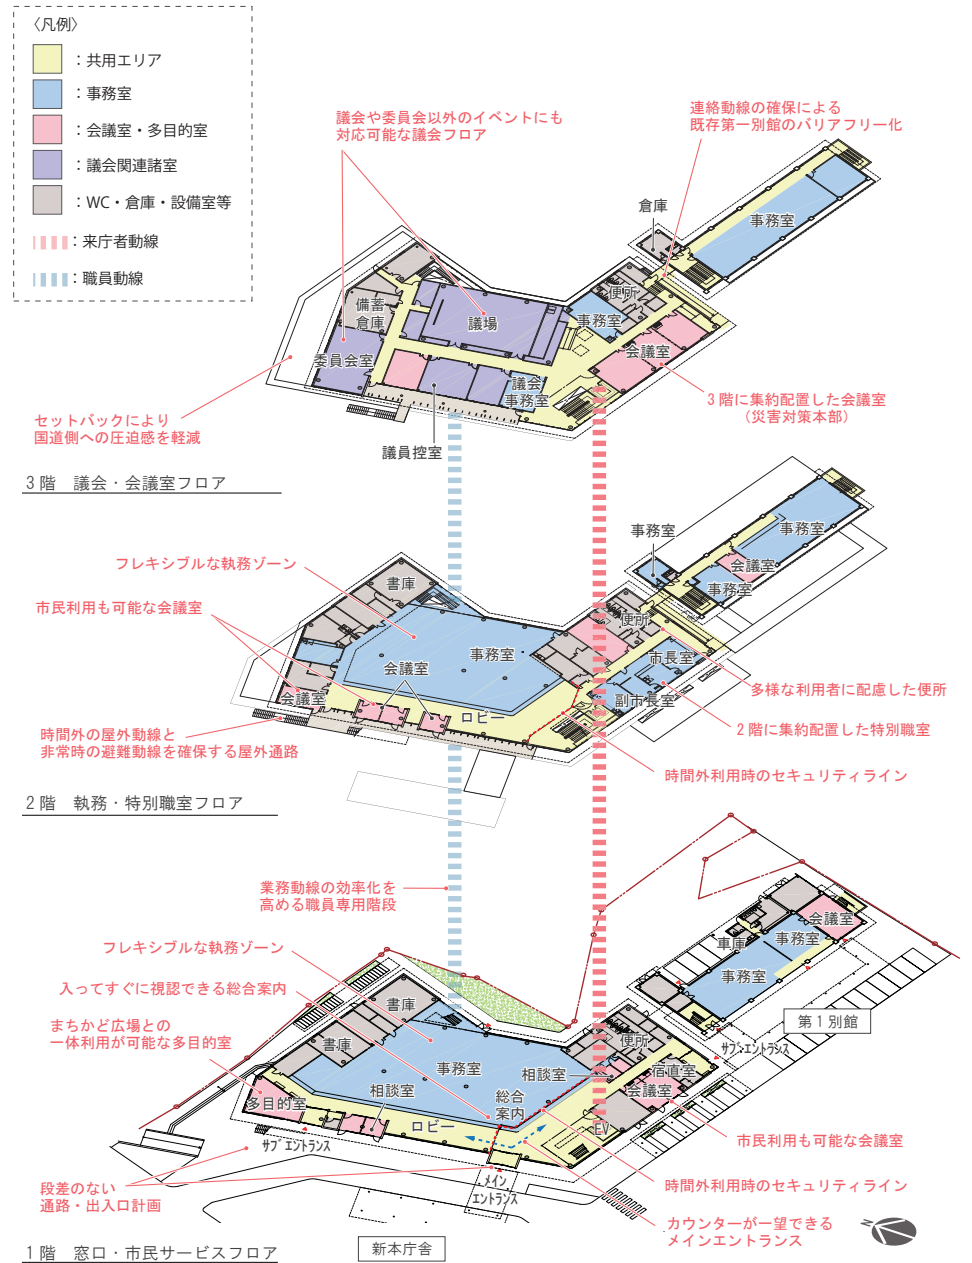 〈凡例〉
：共用エリア
：事務室
：会議室・多目的室
：議会関連諸室
：WC・倉庫・設備室等
：来庁者動線
：職員動線
議会や委員会以外のイベントにも
対応可能な議会フロア
連絡動線の確保による
既存第一別館のバリアフリー化
倉庫
事務室
便所
備蓄
倉庫
議場
事務室
会議室
委員会室
議会
事務室
3階に集約配置した会議室
（災害対策本部）
セットバックにより
国道側への圧迫感を軽減
議員控室
3階　議会・会議室フロア
事務室
事務室
会議室
事務室
フレキシブルな執務ゾーン
書庫
市民利用も可能な会議室
便所
事務室
市長室
会議室
会議室
副市長室
ロビー
多様な利用者に配慮した便所
2階に集約配置した特別職室
時間外の屋外動線と
非常時の避難動線を確保する屋外通路
時間外利用時のセキュリティライン
2階　執務・特別職室フロア
業務動線の効率化を
高める職員専用階段
会議室
車庫
事務室
事務室
フレキシブルな執務ゾーン
入ってすぐに視認できる総合案内
書庫
第1別館
まちかど広場との
一体利用が可能な多目的室
書庫
便所
サブエントランス
事務室
相談室
宿直室
相談室
会議室
多目的室
総合
案内
ロビー
EV
サブエントランス
市民利用も可能な会議室
段差のない
通路・出入口計画
メイン
エントランス
時間外利用時のセキュリティライン
カウンターが一望できる
メインエントランス
N
1階　窓口・市民サービスフロア
新本庁舎